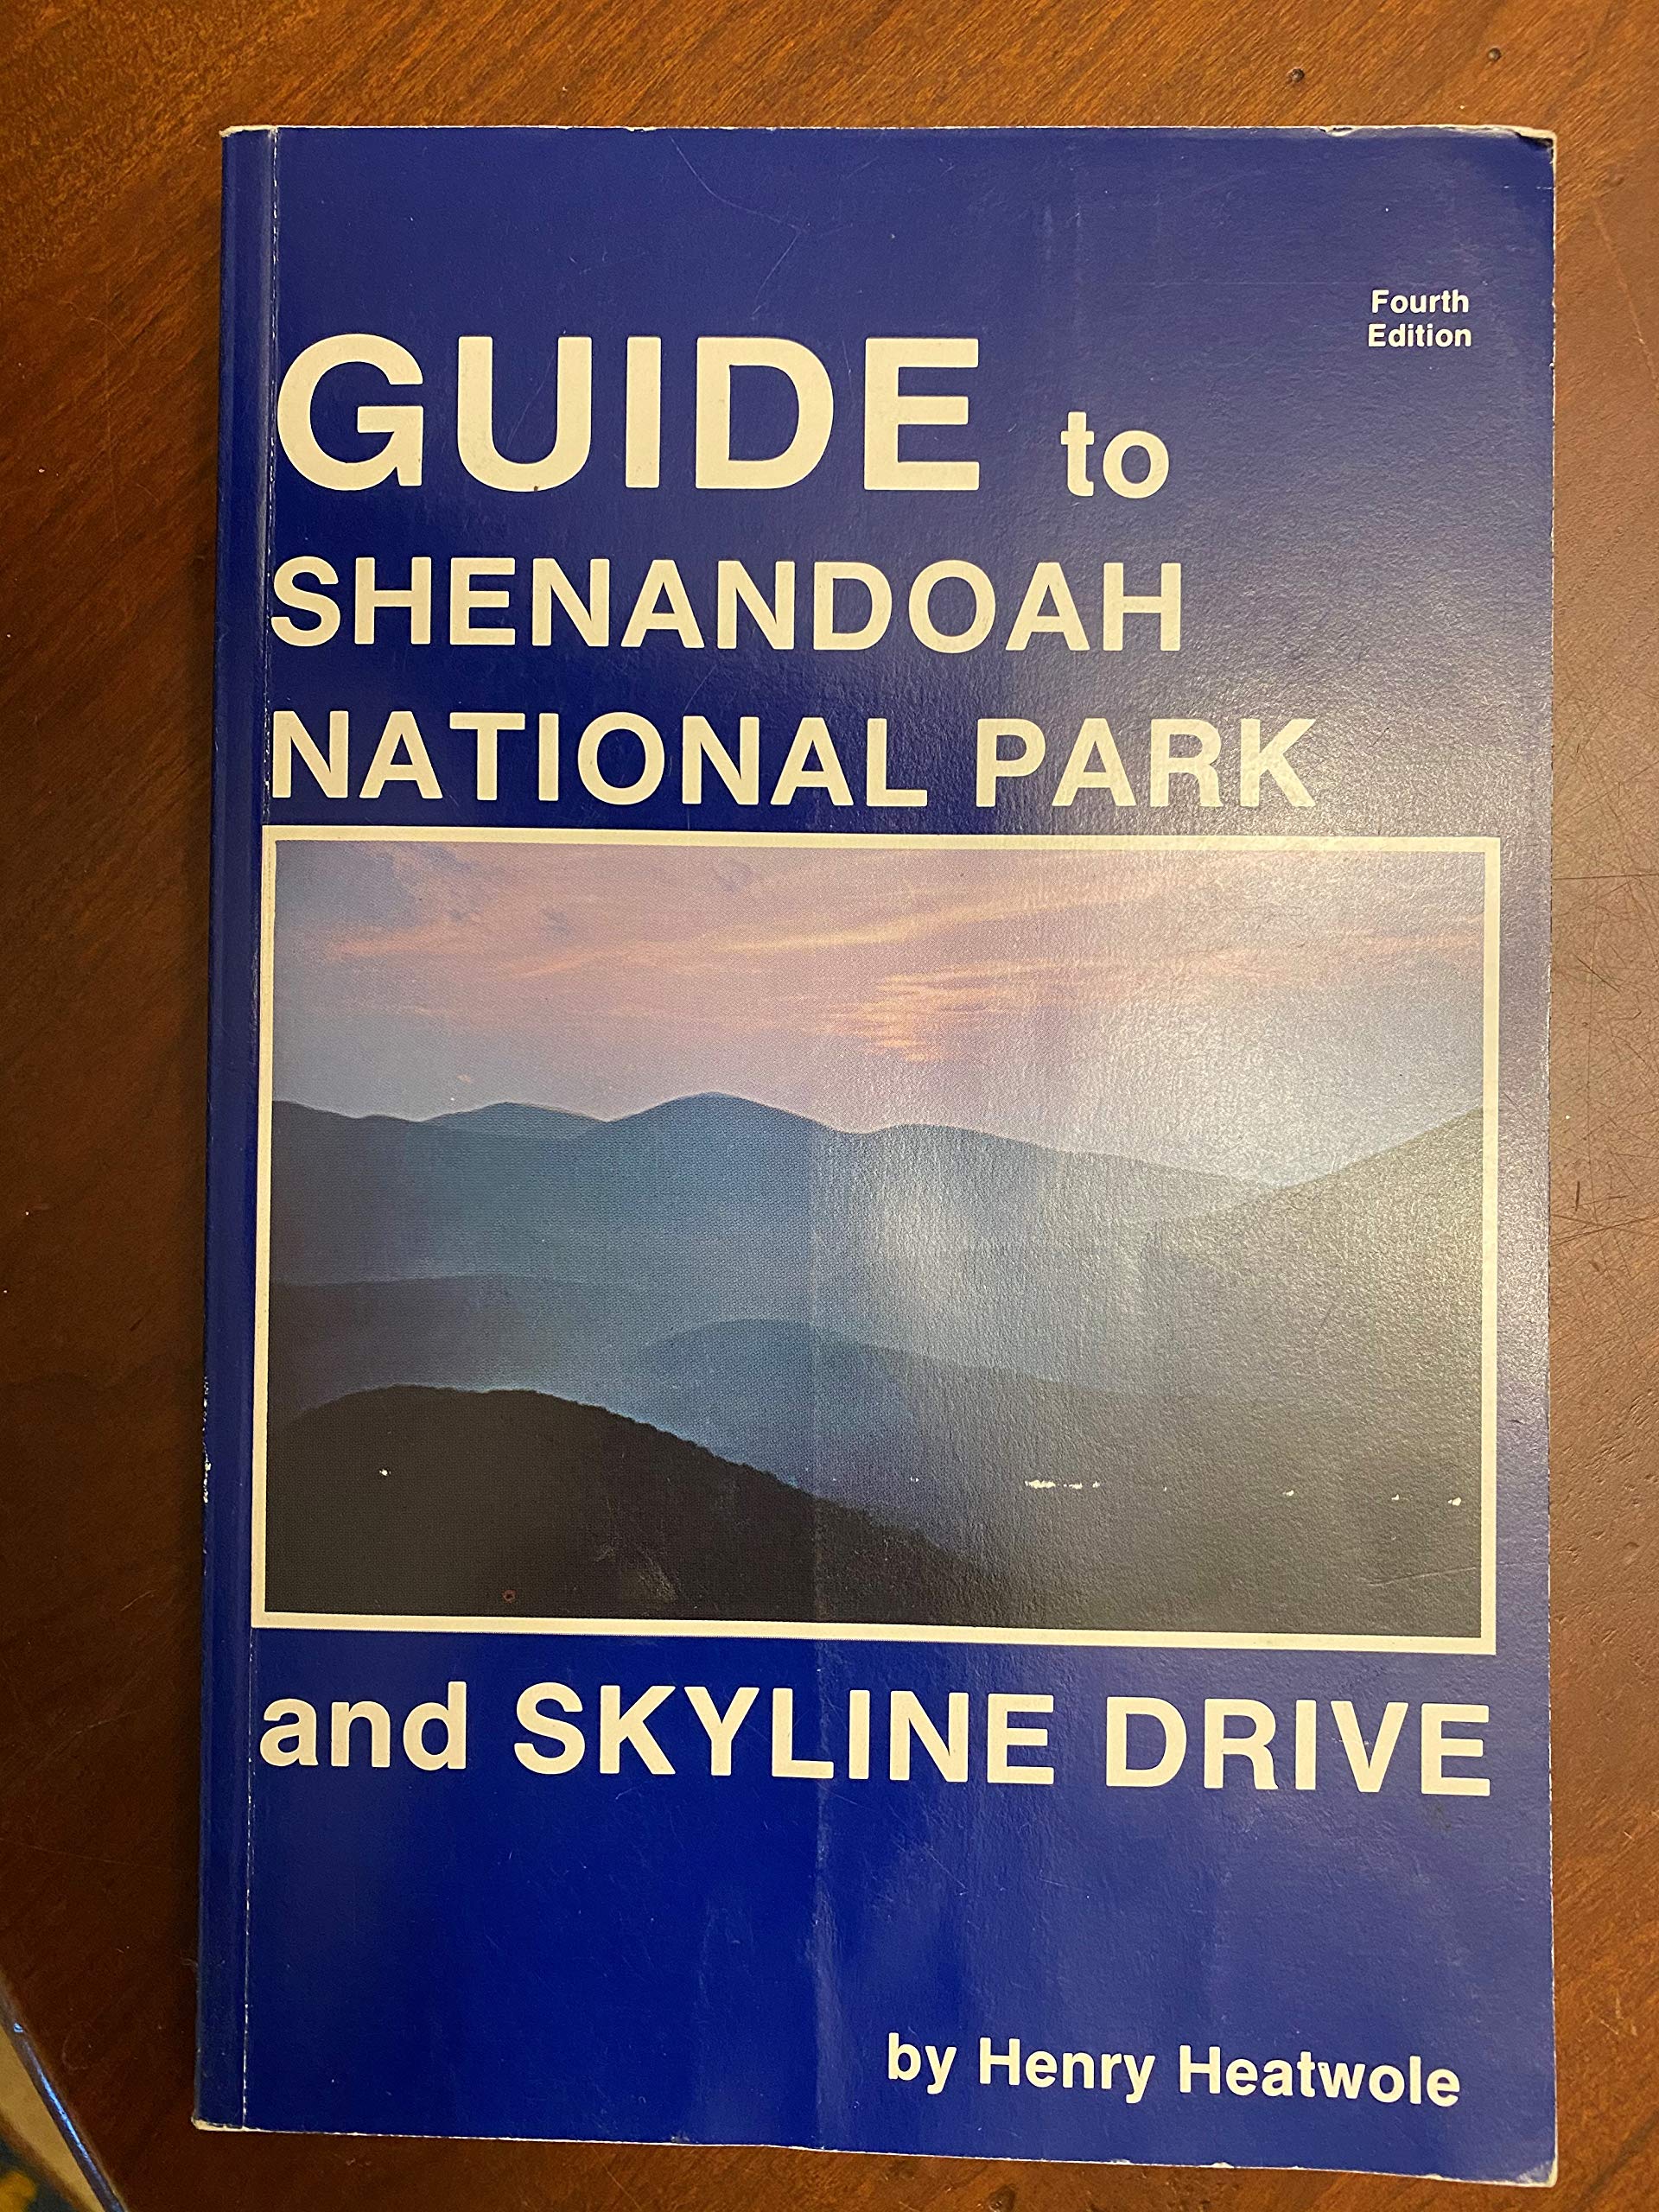 Fourth
Edition
GUIDE to
SHENANDOAH
NATIONAL PARK
and SKYLINE DRIVE
by Henry Heatwole